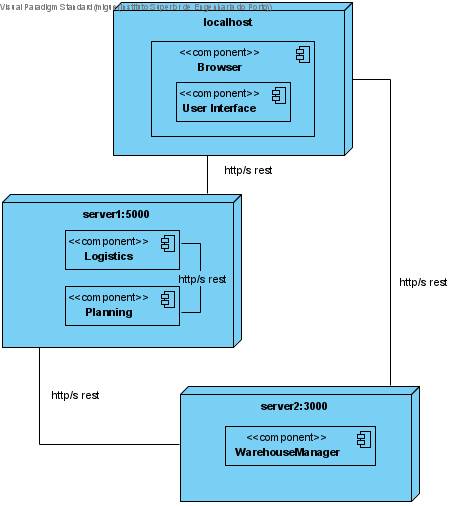 Visual Paradigm Standard (miguel(Instituto Superior de Engenharia do Porto))
localhost
<<component>>
Browser
<<component>>
User Interface
http/s rest
server1:5000
<<component>>
Logistics
http/s rest
<<component>>
Planning
http/s rest
http/s rest
server2:3000
<<component>>
WarehouseManager